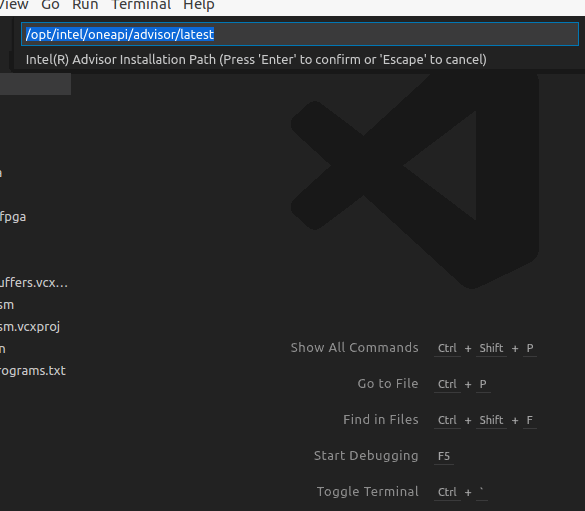 View Go Run Terminal Help
/opt/intel/oneapi/advisor/latest
Intel(R) Advisor Installation Path (Press 'Enter' to confirm or 'Escape' to cancel)
fpga
uffers.vcx...
sm
sm.vcxproj
rograms.txt
Show All Commands Ctrl + Shift + P
Go to File Ctrl + P
Find in Files Ctrl + Shift + F
Start Debugging F5
Toggle Terminal Ctrl + `